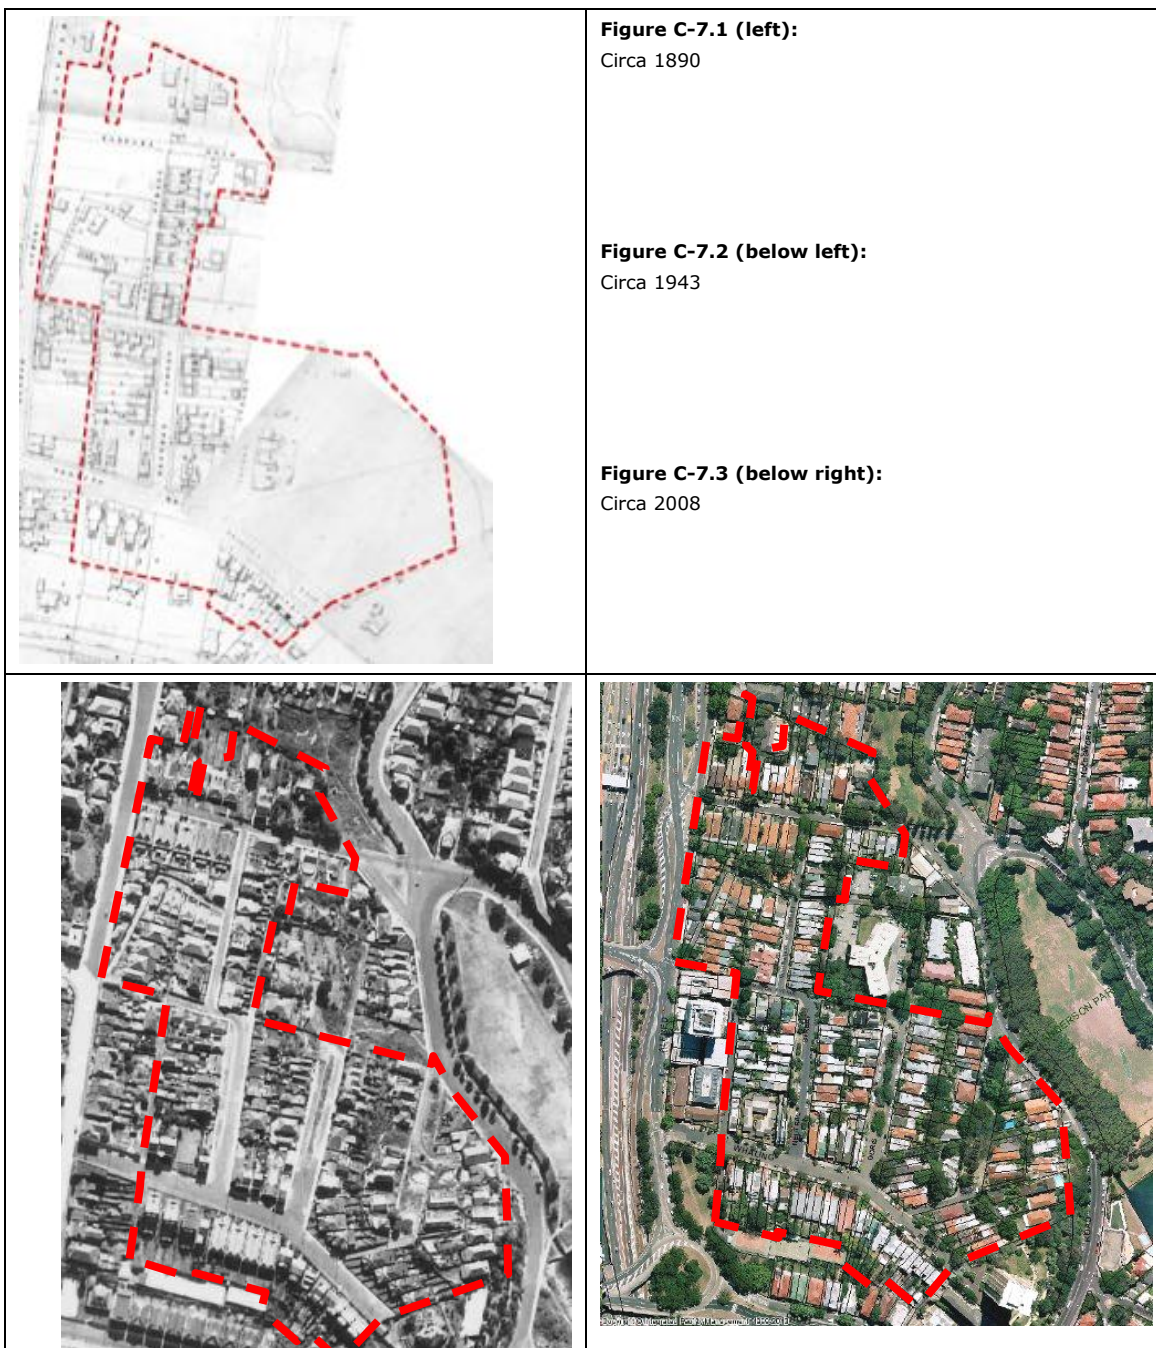 Figure C-7.1 (left):
Circa 1890
Figure C-7.2 (below left):
Circa 1943
Figure C-7.3 (below right):
Circa 2008
WHALING